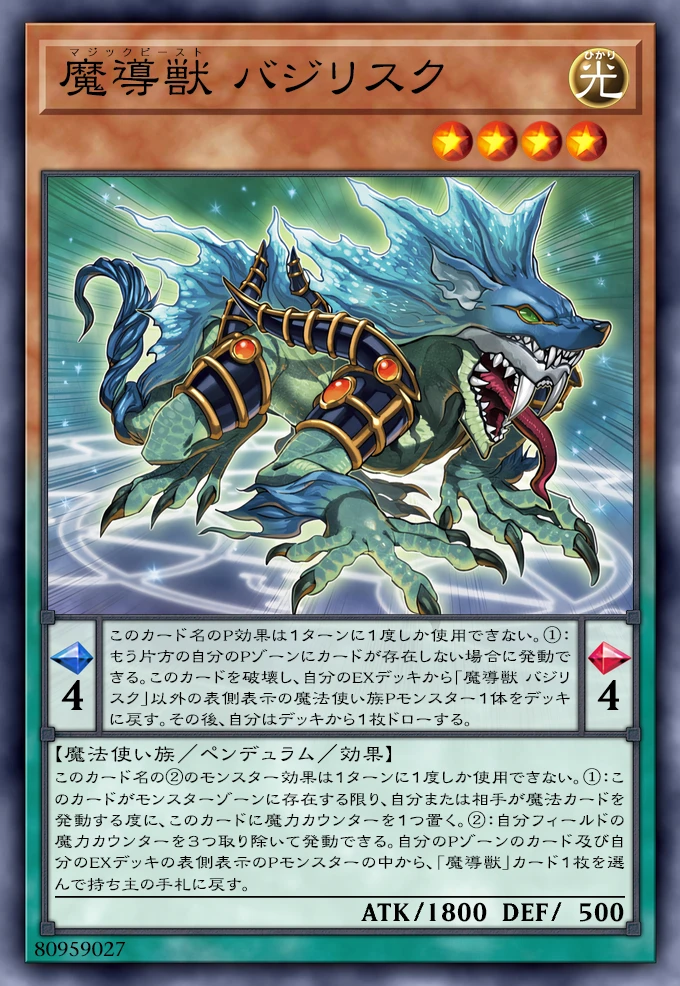 マジックビースト
魔導獣 バジリスク
ひかり
光
このカード名のP効果は1ターンに1度しか使用できない。①：
もう片方の自分のPゾーンにカードが存在しない場合に発動で
きる。このカードを破壊し、自分のEXデッキから「魔導獣 バジリ
スク」以外の表側表示の魔法使い族Pモンスター1体をデッキ
に戻す。その後、自分はデッキから1枚ドローする。
4
4
【魔法使い族／ペンデュラム／効果】
このカード名の②のモンスター効果は1ターンに1度しか使用できない。①：こ
のカードがモンスターゾーンに存在する限り、自分または相手が魔法カードを
発動する度に、このカードに魔力カウンターを1つ置く。②：自分フィールドの
魔力カウンターを3つ取り除いて発動できる。自分のPゾーンのカード及び自
分のEXデッキの表側表示のPモンスターの中から、「魔導獣」カード1枚を選
んで持ち主の手札に戻す。
ATK/1800 DEF/ 500
80959027